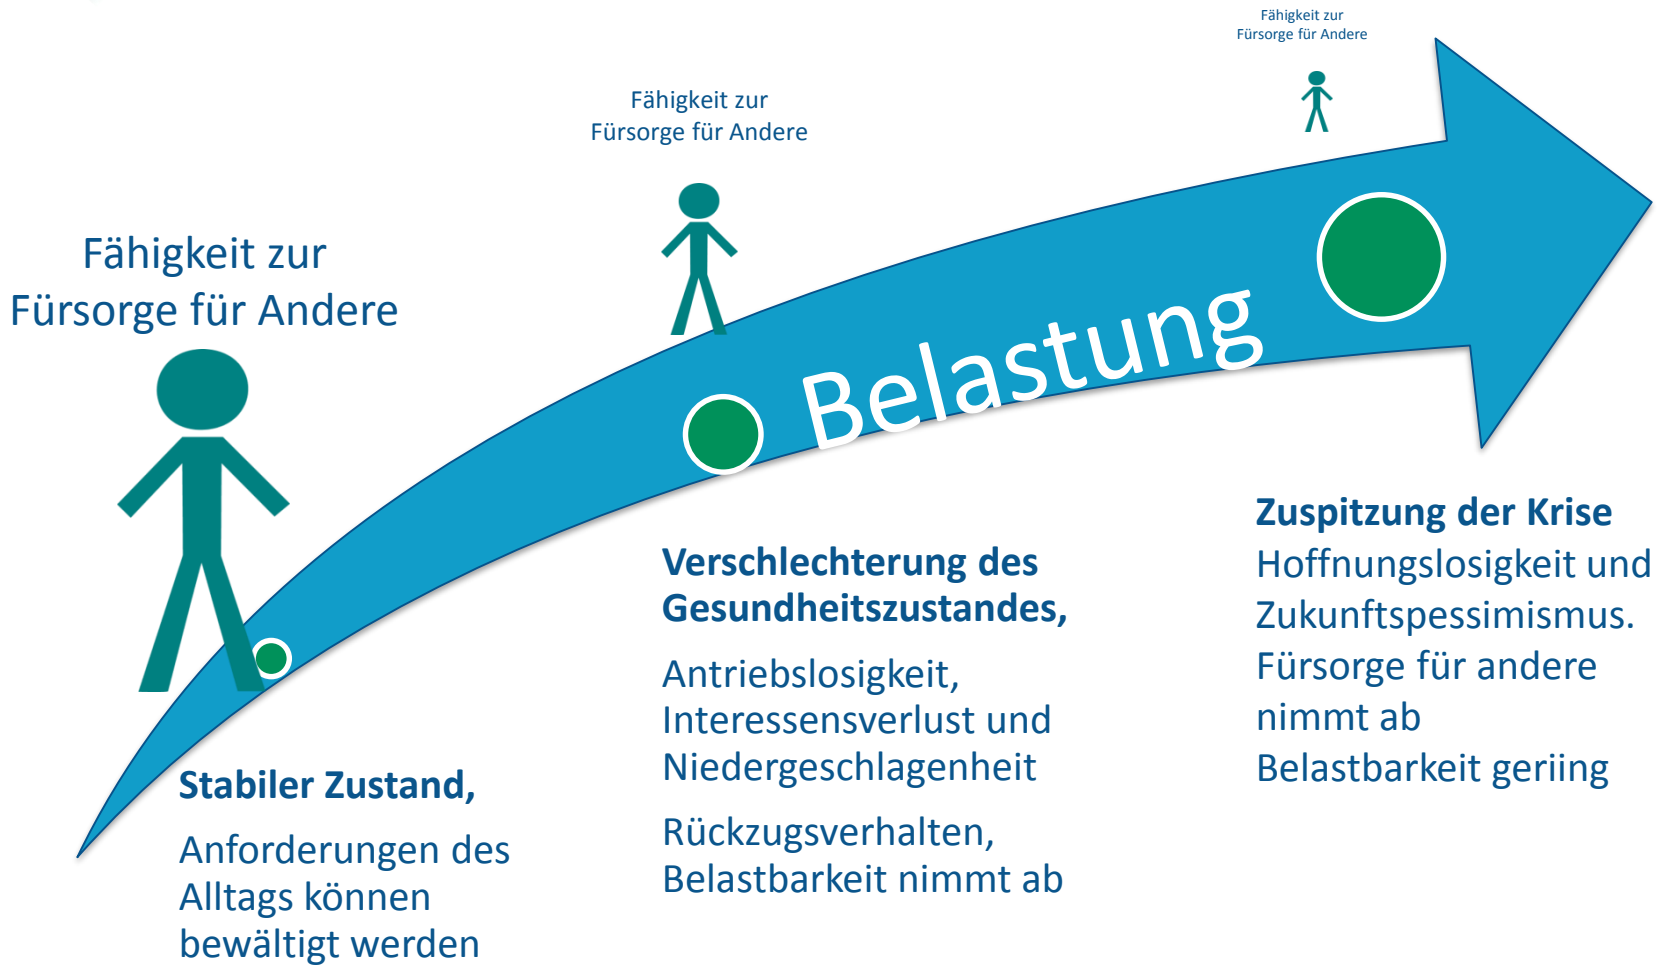 Fähigkeit zur
Fürsorge für Andere
Fähigkeit zur
Fürsorge für Andere
Fähigkeit zur
Fürsorge für Andere
Belastung
Stabiler Zustand,
Anforderungen des
Alltags können
bewältigt werden
Verschlechterung des
Gesundheitszustandes,
Antriebslosigkeit,
Interessensverlust und
Niedergeschlagenheit
Rückzugsverhalten,
Belastbarkeit nimmt ab
Zuspitzung der Krise
Hoffnungslosigkeit und
Zukunftspessimismus.
Fürsorge für andere
nimmt ab
Belastbarkeit geriing